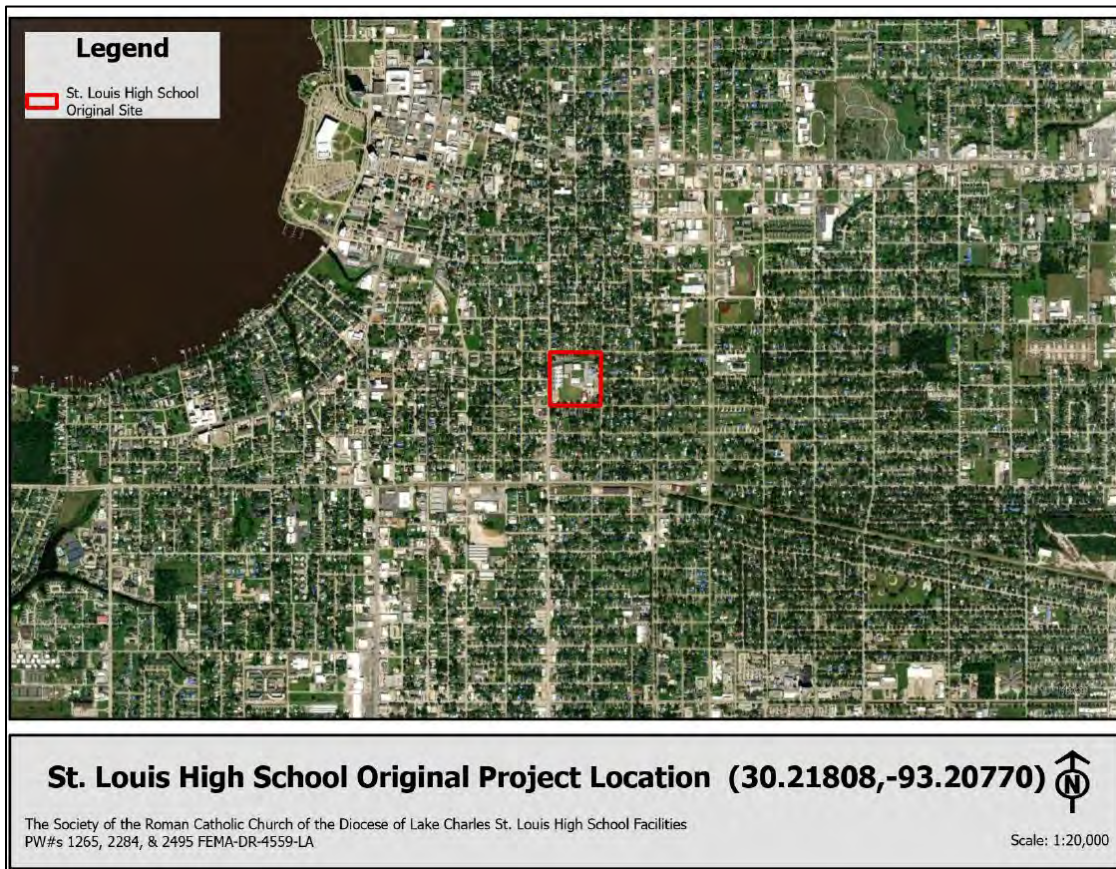 Legend
St. Louis High School
Original Site
St. Louis High School Original Project Location (30.21808,-93.20770)
N
The Society of the Roman Catholic Church of the Diocese of Lake Charles St. Louis High School Facilities
PW#s 1265, 2284, & 2495 FEMA-DR-4559-LA
Scale: 1:20,000